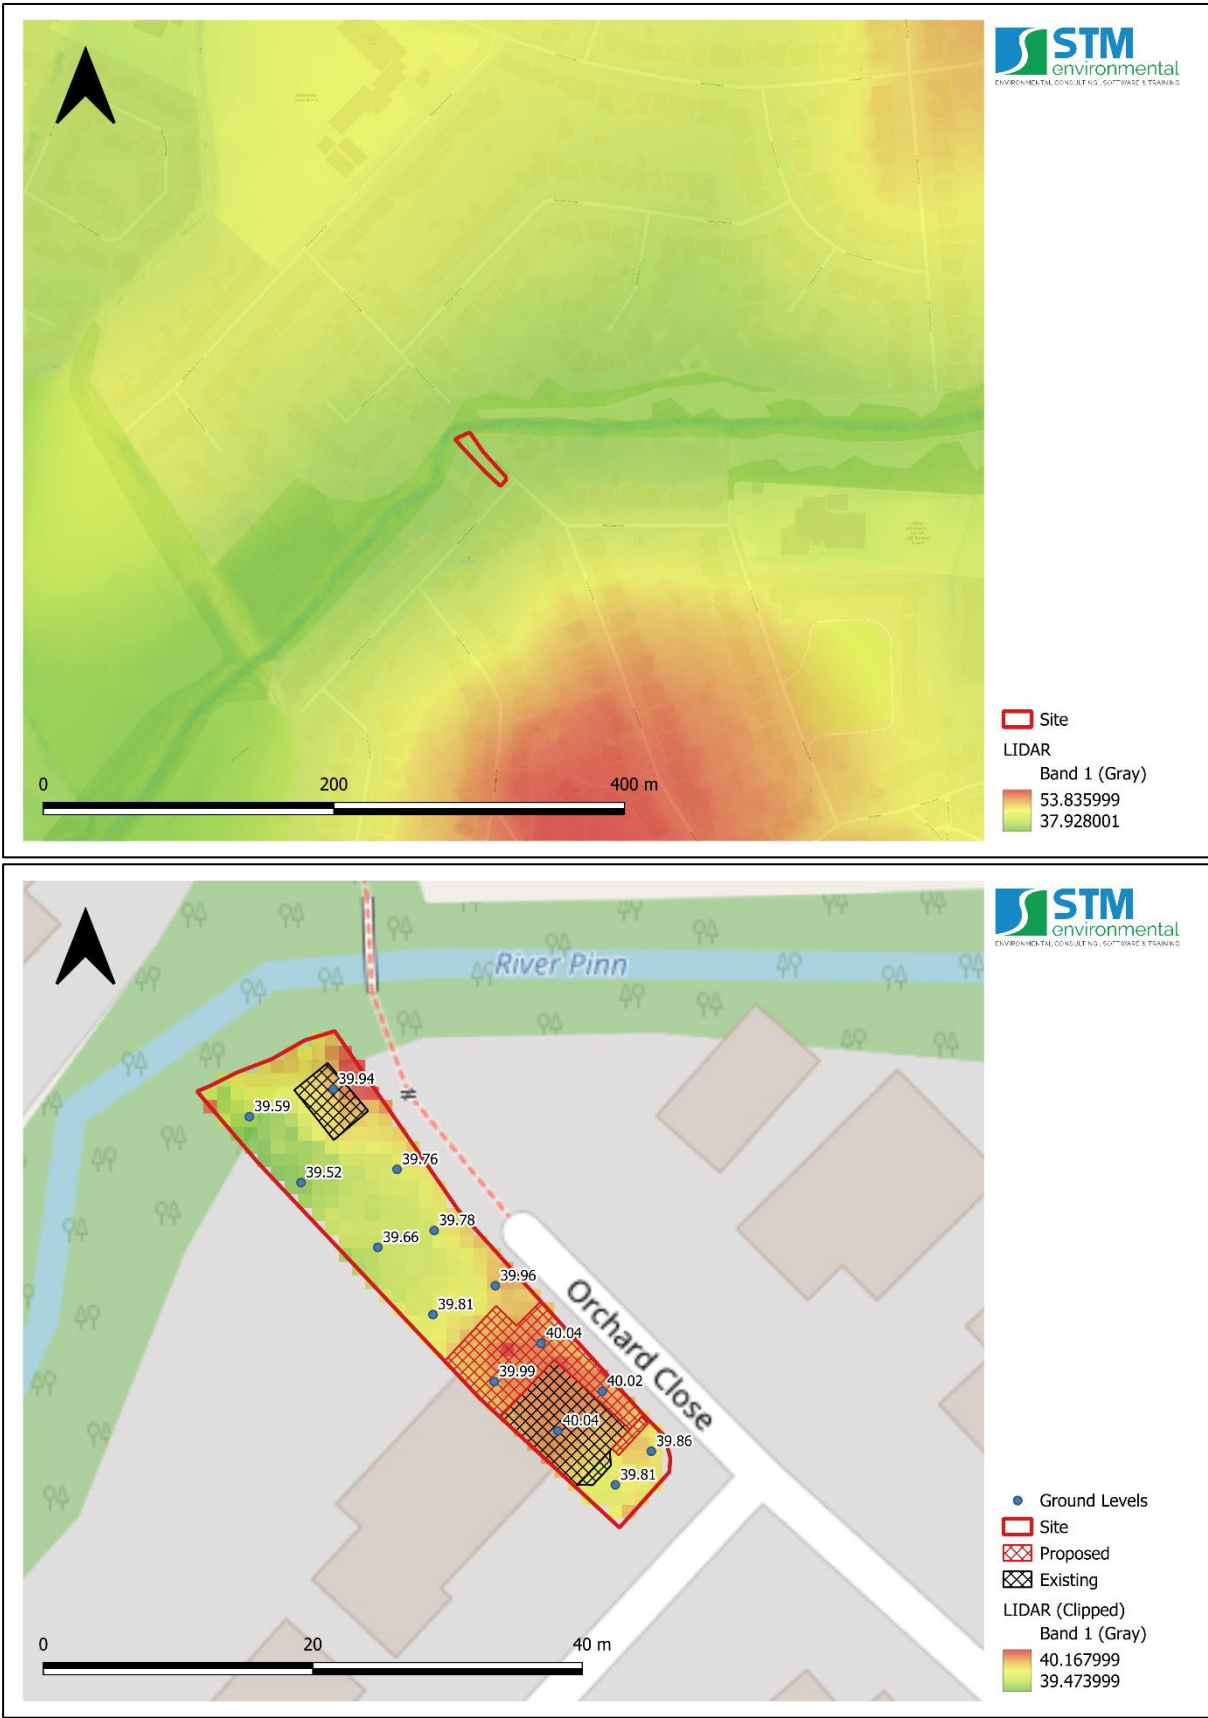 STM
environmental
ENVIRONMENTAL CONSULTING , SOFTWARE & TRAINING
0
200
400 m
Site
LIDAR
Band 1 (Gray)
53.835999
37.928001
STM
environmental
ENVIRONMENTAL CONSULTING , SOFTWARE & TRAINING
River Pinn
39.94
39.59
39.76
39.52
39.78
39.66
39.96
39.81
40.04
39.99
40.02
40.04
39.86
39.81
Orchard Close
0
20
40 m
Ground Levels
Site
Proposed
Existing
LIDAR (Clipped)
Band 1 (Gray)
40.167999
39.473999